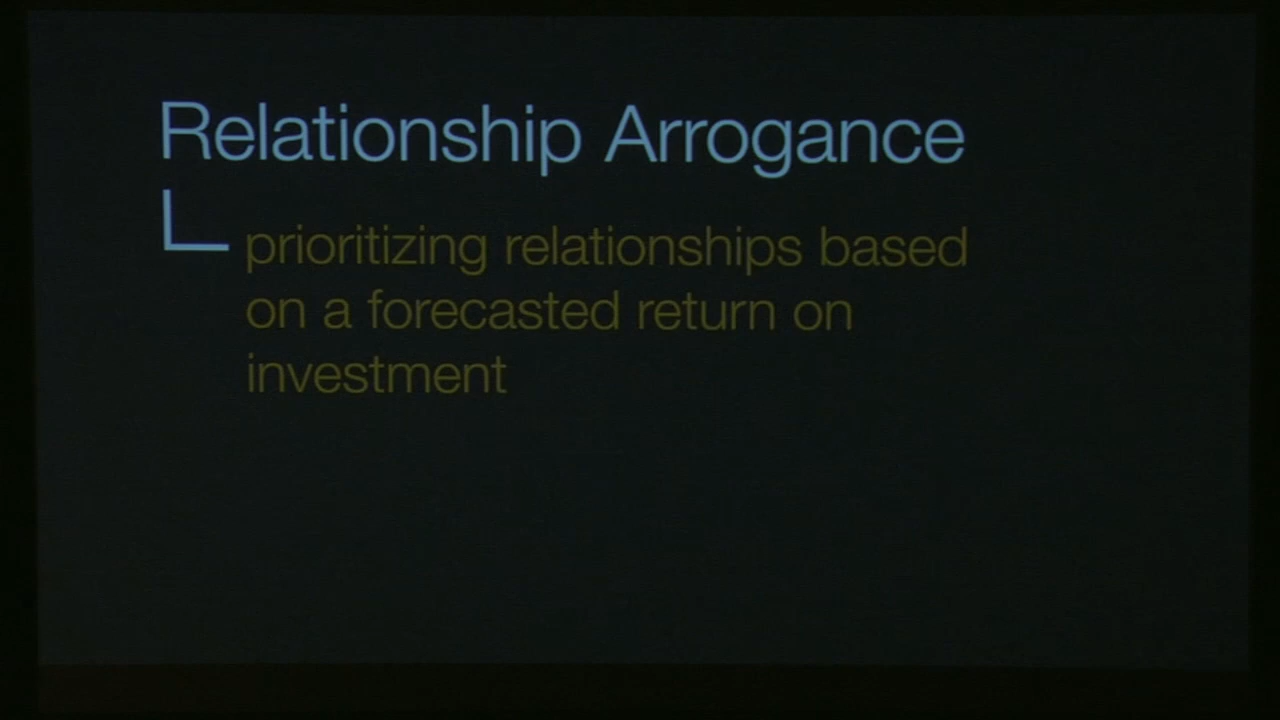 Relationship Arrogance
prioritizing relationships based
on a forecasted return on
investment